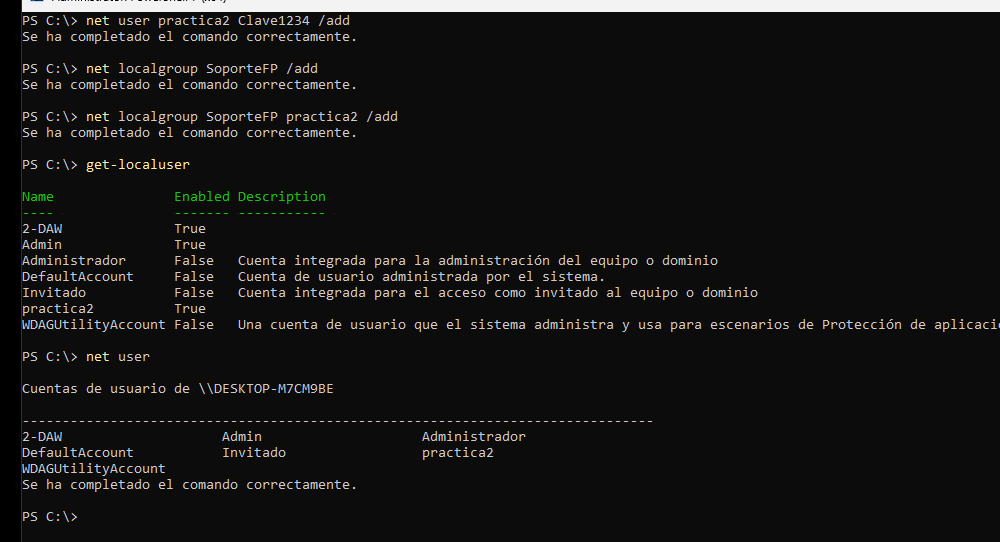 PS C:\> net user practica2 Clave1234 /add
Se ha completado el comando correctamente.
PS C:\> net localgroup SoporteFP /add
Se ha completado el comando correctamente.
PS C:\> net localgroup SoporteFP practica2 /add
Se ha completado el comando correctamente.
PS C:\> get-localuser
Name Enabled Description
---- ------- -----------
2-DAW True
Admin True
Administrador False Cuenta integrada para la administración del equipo o dominio
DefaultAccount False Cuenta de usuario administrada por el sistema.
Invitado False Cuenta integrada para el acceso como invitado al equipo o dominio
practica2 True
WDAGUtilityAccount False Una cuenta de usuario que el sistema administra y usa para escenarios de Protección de aplicaci
PS C:\> net user
Cuentas de usuario de \\DESKTOP-M7CM9BE
-------------------------------------------------------------------------------
2-DAW Admin Administrador
DefaultAccount Invitado practica2
WDAGUtilityAccount
Se ha completado el comando correctamente.
PS C:\>